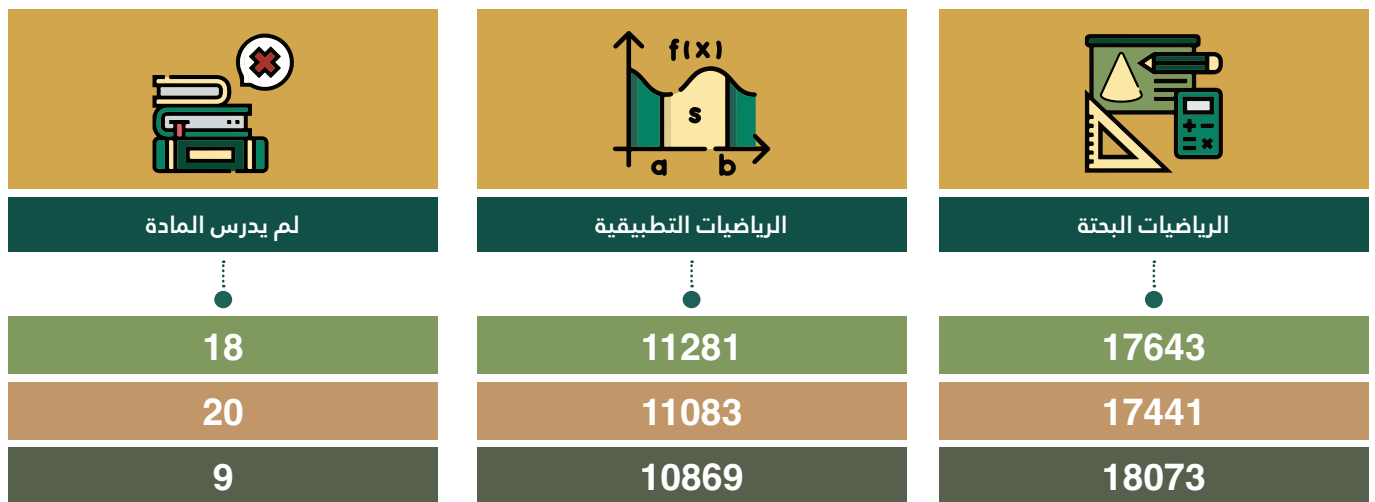 f(x)
s
a b
الرياضيات البحتة
الرياضيات التطبيقية
لم يدرس المادة
17643 11281 18
17441 11083 20
18073 10869 9